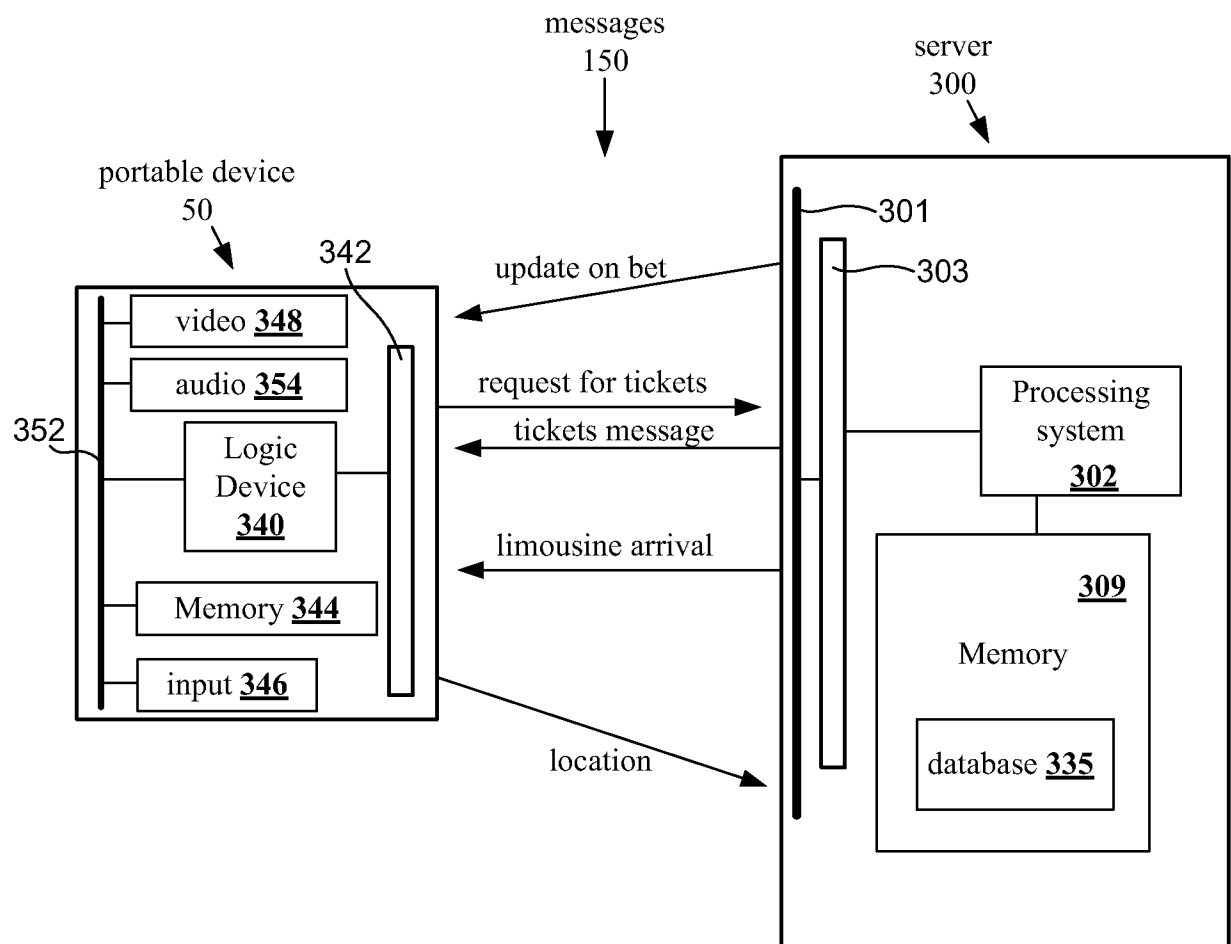 messages
150
server
300
portable device
50
342
301
303
update on bet
video 348
audio 354
352
Logic
Device
340
request for tickets
tickets message
Processing
system
302
limousine arrival
Memory 344
input 346
309
Memory
location
database 335